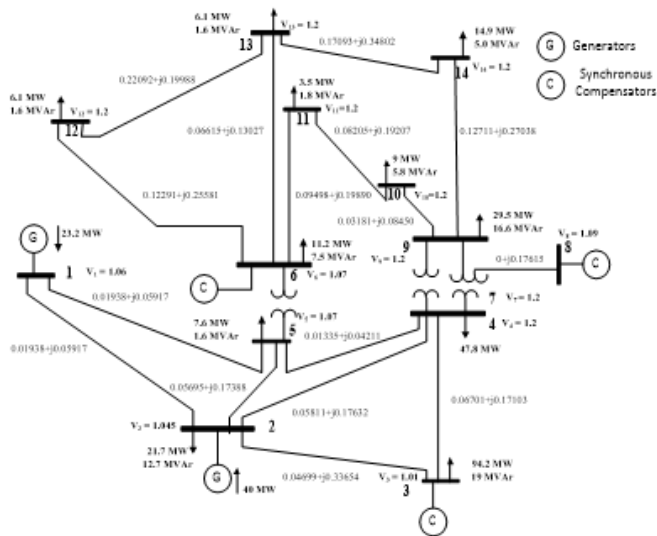 6.1 MW
1.6 MVAr
V13 = 1.2
13
0.17093+j0.34802
14.9 MW
5.0 MVAr
V14 = 1.2
14
G
Generators
C
Synchronous
Compensators
0.22092+j0.19988
6.1 MW
1.6 MVAr
V12 = 1.2
12
3.5 MW
1.8 MVAr
V11=1.2
11
0.06615+j0.13027
0.08205+j0.19207
0.12711+j0.27038
9 MW
5.8 MVAr
10
V10=1.2
0.12291+j0.25581
0.09498+j0.19890
0.03181+j0.08450
29.5 MW
16.6 MVAr
9
V9 = 1.2
V8 = 1.09
8
0+j0.17615
C
G
23.2 MW
1
V1 = 1.06
11.2 MW
7.5 MVAr
6
V6 = 1.07
C
7
V7 = 1.2
4
V4 = 1.2
0.01938+j0.05917
V5 = 1.07
7.6 MW
1.6 MVAr
5
0.01335+j0.04211
47.8 MW
0.01938+j0.05917
0.05695+j0.17388
0.05811+j0.17632
0.06701+j0.17103
V2 = 1.045
2
21.7 MW
12.7 MVAr
G
40 MW
0.04699+j0.33654
V3 = 1.01
3
94.2 MW
19 MVAr
C